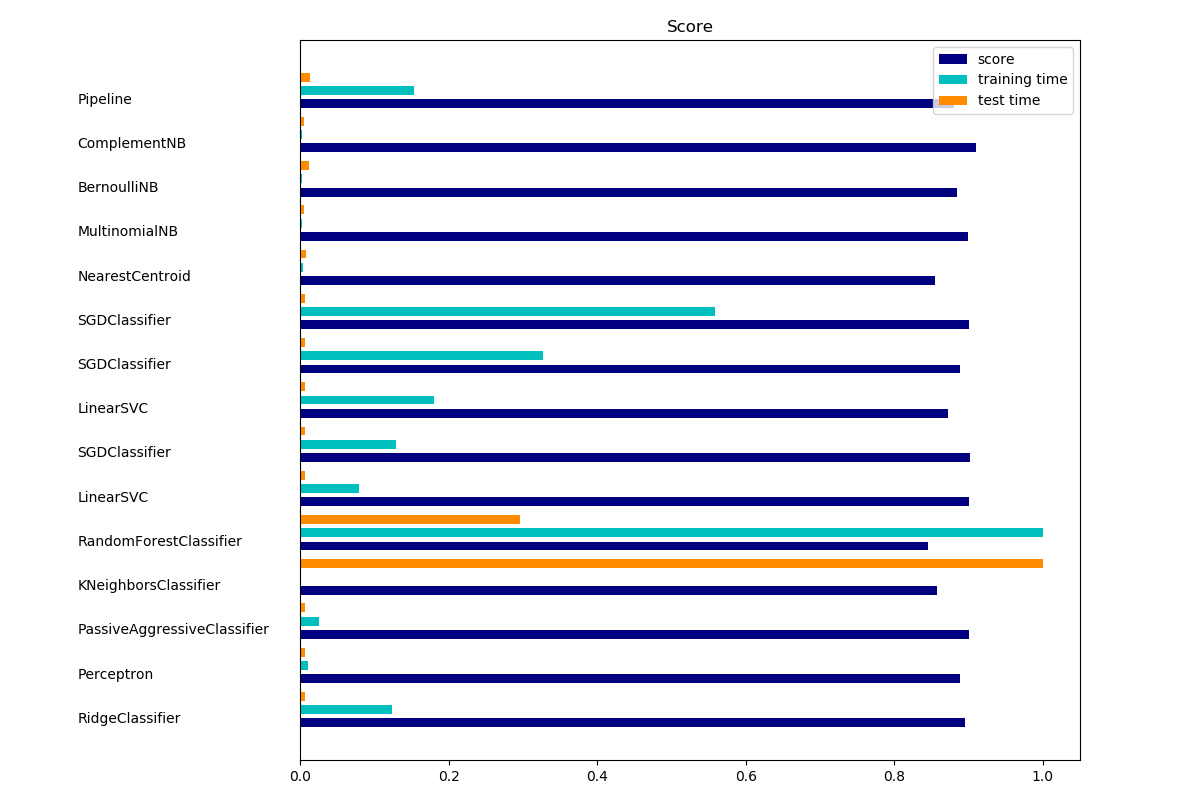 Score
score
training time
test time
Pipeline
ComplementNB
BernoulliNB
MultinomialNB
NearestCentroid
SGDClassifier
SGDClassifier
LinearSVC
SGDClassifier
LinearSVC
RandomForestClassifier
KNeighborsClassifier
PassiveAggressiveClassifier
Perceptron
RidgeClassifier
0.0 0.2 0.4 0.6 0.8 1.0